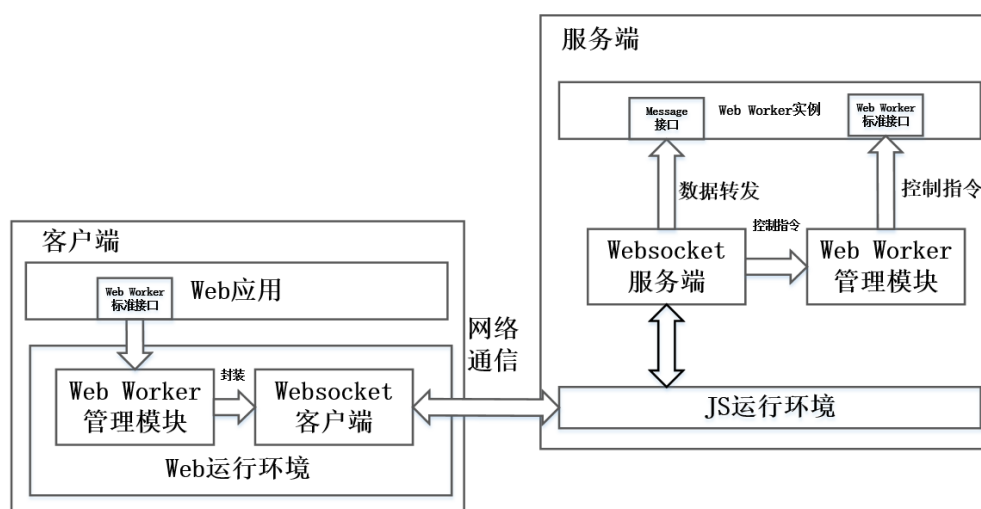 服务端
Message
接口
Web Worker实例
Web Worker
标准接口
数据转发
控制指令
Websocket
服务端
控制指令
Web Worker
管理模块
JS运行环境
客户端
Web Worker
标准接口
Web应用
网络
通信
Web Worker
管理模块
封装
Websocket
客户端
Web运行环境